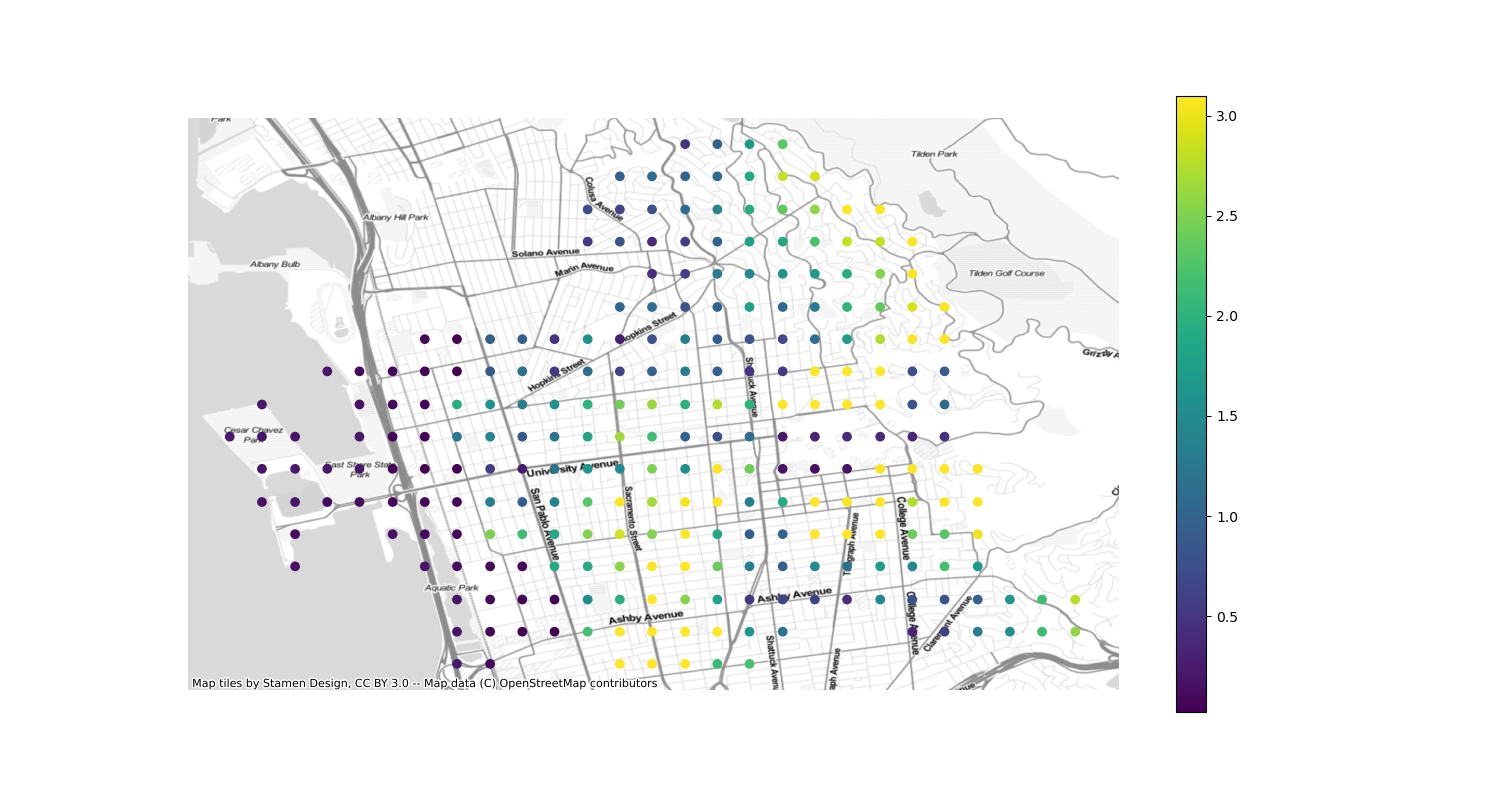 Park
Tilden Park
Colusa Avenue
Albany Hill Park
Solano Avenue
Albany Bulb
Marin Avenue
Tilden Golf Course
Hopkins Street
Hopkins Street
Shattuck Avenue
Cesar Chavez
Park
East Shore State
Park
University Avenue
San Pablo Avenue
Sacramento Street
College Avenue
Telegraph Avenue
Aquatic Park
Ashby Avenue
Ashby Avenue
College Avenue
Claremont Avenue
Shattuck Aven
aph Avenue
Map tiles by Stamen Design, CC BY 3.0 -- Map data (C) OpenStreetMap contributors
3.0
2.5
2.0
1.5
1.0
0.5